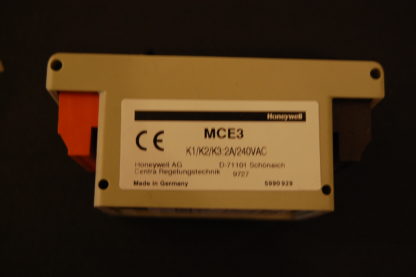 Honeywell
CE
MCE3
K1/K2/K3:2A/240VAC
Honeywell AG D-71101 Schönaich
Centra Regelungstechnik 9727
Made in Germany 5990929